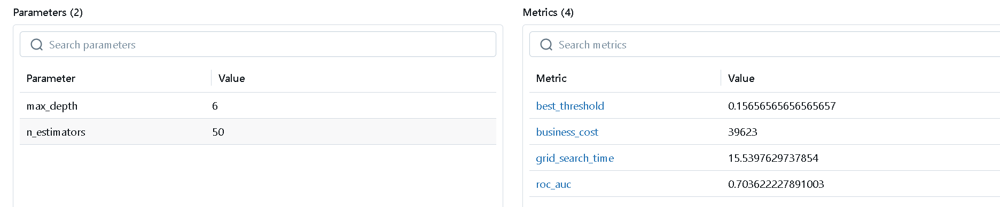 Parameters (2)
Search parameters
Parameter Value
max_depth 6
n_estimators 50
Metrics (4)
Search metrics
Metric Value
best_threshold 0.15656565656565657
business_cost 39623
grid_search_time 15.5397629737854
roc_auc 0.703622227891003